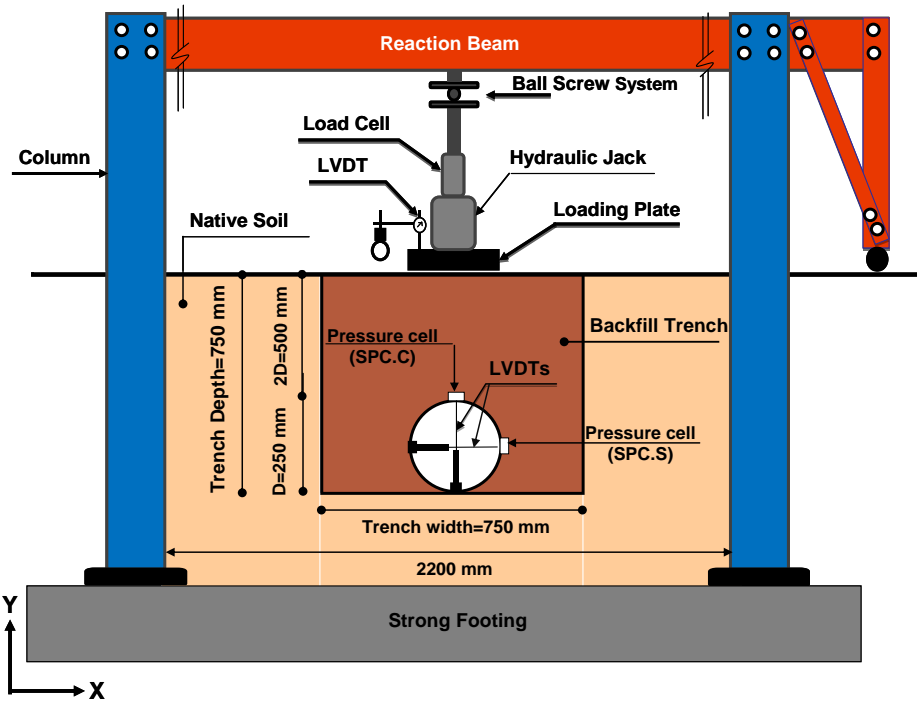 Reaction Beam
Ball Screw System
Load Cell
Column
LVDT
Hydraulic Jack
Native Soil
Loading Plate
Trench Depth=750 mm
2D=500 mm
D=250 mm
Pressure cell
(SPC.C)
Backfill Trench
LVDTs
Pressure cell
(SPC.S)
Trench width=750 mm
2200 mm
Strong Footing
Y
X